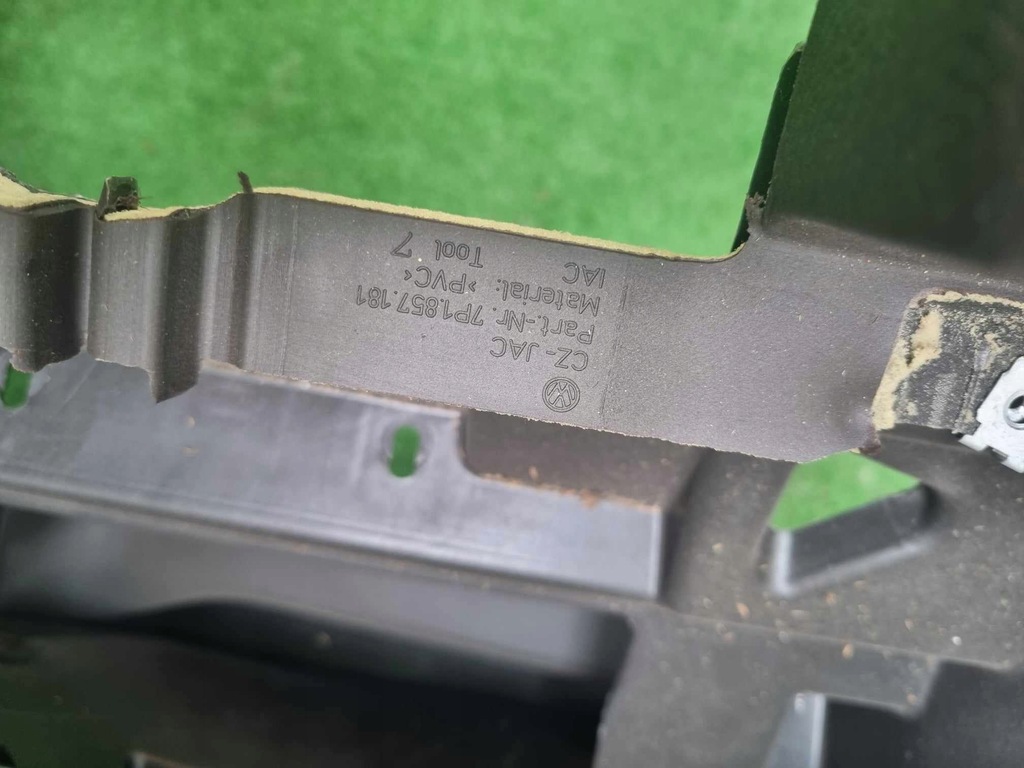 CZ- JAC
Part.-Nr. 7P1.857.181
Material: >PVC<
IAC Tool 7